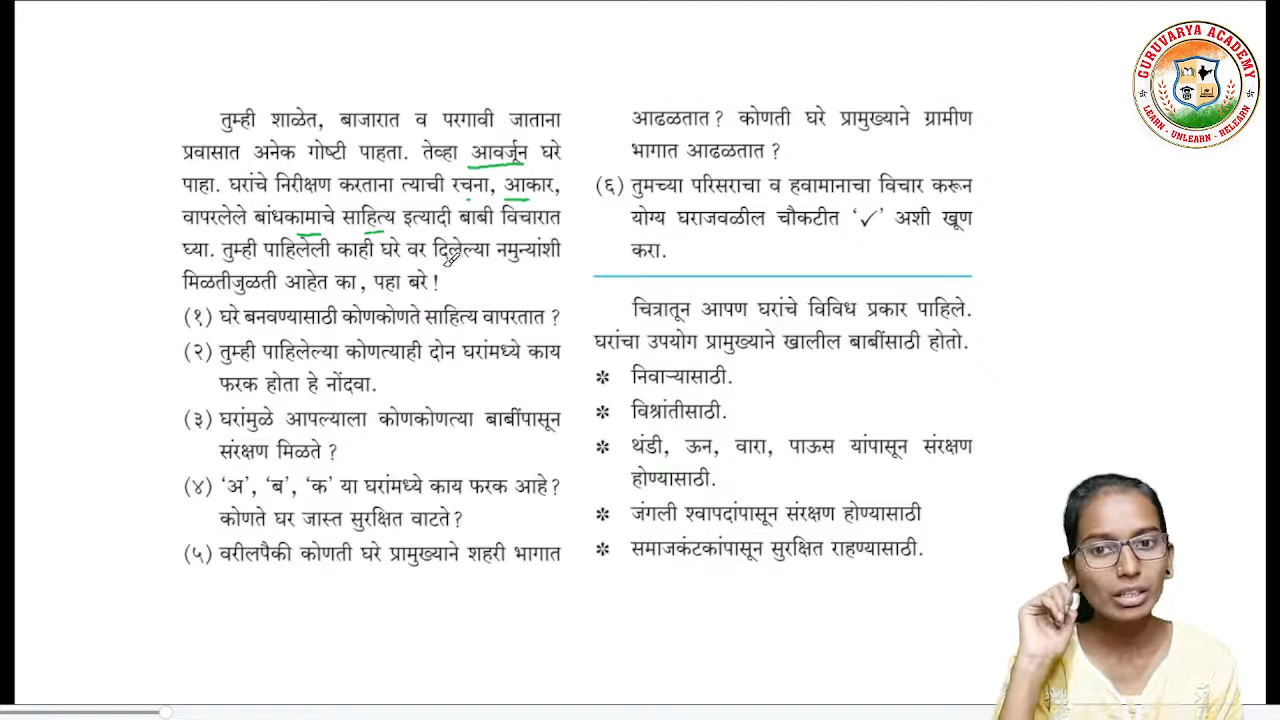 तुम्ही शाळेत, बाजारात व परगावी जाताना
प्रवासात अनेक गोष्टी पाहता. तेव्हा आवर्जून घरे
पाहा. घरांचे निरीक्षण करताना त्याची रचना, आकार,
वापरलेले बांधकामाचे साहित्य इत्यादी बाबी विचारात
घ्या. तुम्ही पाहिलेली काही घरे वर दिलेल्या नमुन्यांशी
मिळतीजुळती आहेत का, पहा बरे!
(१) घरे बनवण्यासाठी कोणकोणते साहित्य वापरतात ?
(२) तुम्ही पाहिलेल्या कोणत्याही दोन घरांमध्ये काय
फरक होता हे नोंदवा.
(३) घरांमुळे आपल्याला कोणकोणत्या बाबींपासून
संरक्षण मिळते ?
(४) ‘अ’, ‘ब’, ‘क’ या घरांमध्ये काय फरक आहे?
कोणते घर जास्त सुरक्षित वाटते?
(५) वरीलपैकी कोणती घरे प्रामुख्याने शहरी भागात
आढळतात? कोणती घरे प्रामुख्याने ग्रामीण
भागात आढळतात ?
(६) तुमच्या परिसराचा व हवामानाचा विचार करून
योग्य घराजवळील चौकटीत ‘✓’ अशी खूण
करा.
चित्रातून आपण घरांचे विविध प्रकार पाहिले.
घरांचा उपयोग प्रामुख्याने खालील बाबींसाठी होतो.
* निवाऱ्यासाठी.
* विश्रांतीसाठी.
* थंडी, ऊन, वारा, पाऊस यांपासून संरक्षण
होण्यासाठी.
* जंगली श्वापदांपासून संरक्षण होण्यासाठी
* समाजकंटकांपासून सुरक्षित राहण्यासाठी.
GURUVARYA ACADEMY
LEARN - UNLEARN - RELEARN